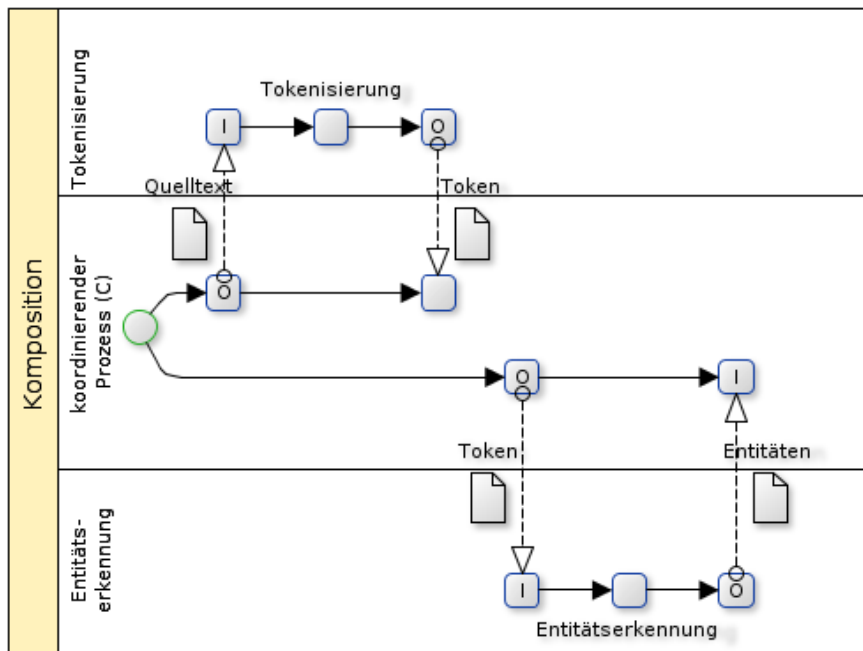 Komposition
Tokenisierung
Tokenisierung
I
O
Quelltext
Token
koordinierender
Prozess (C)
O
O
I
Token
Entitäten
Entitäts-
erkennung
I
O
Entitätserkennung